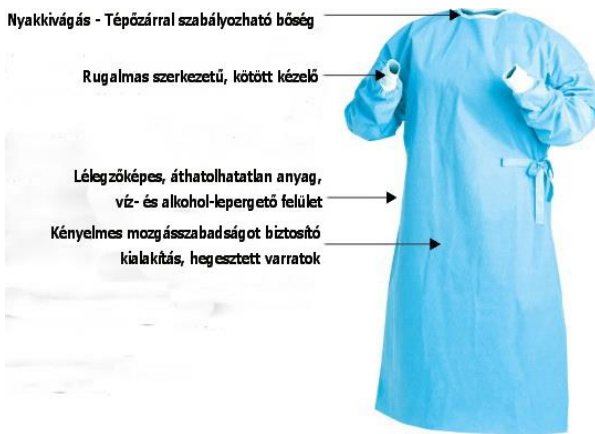 Nyakkivágás - Tépőzárral szabályozható bőség
Rugalmas szerkezetű, kötött kézelő
Lélegzőképes, áthatolhatatlan anyag,
víz- és alkohol-lepergető felület
Kényelmes mozgásszabadságot biztosító
kialakítás, hegesztett varratok